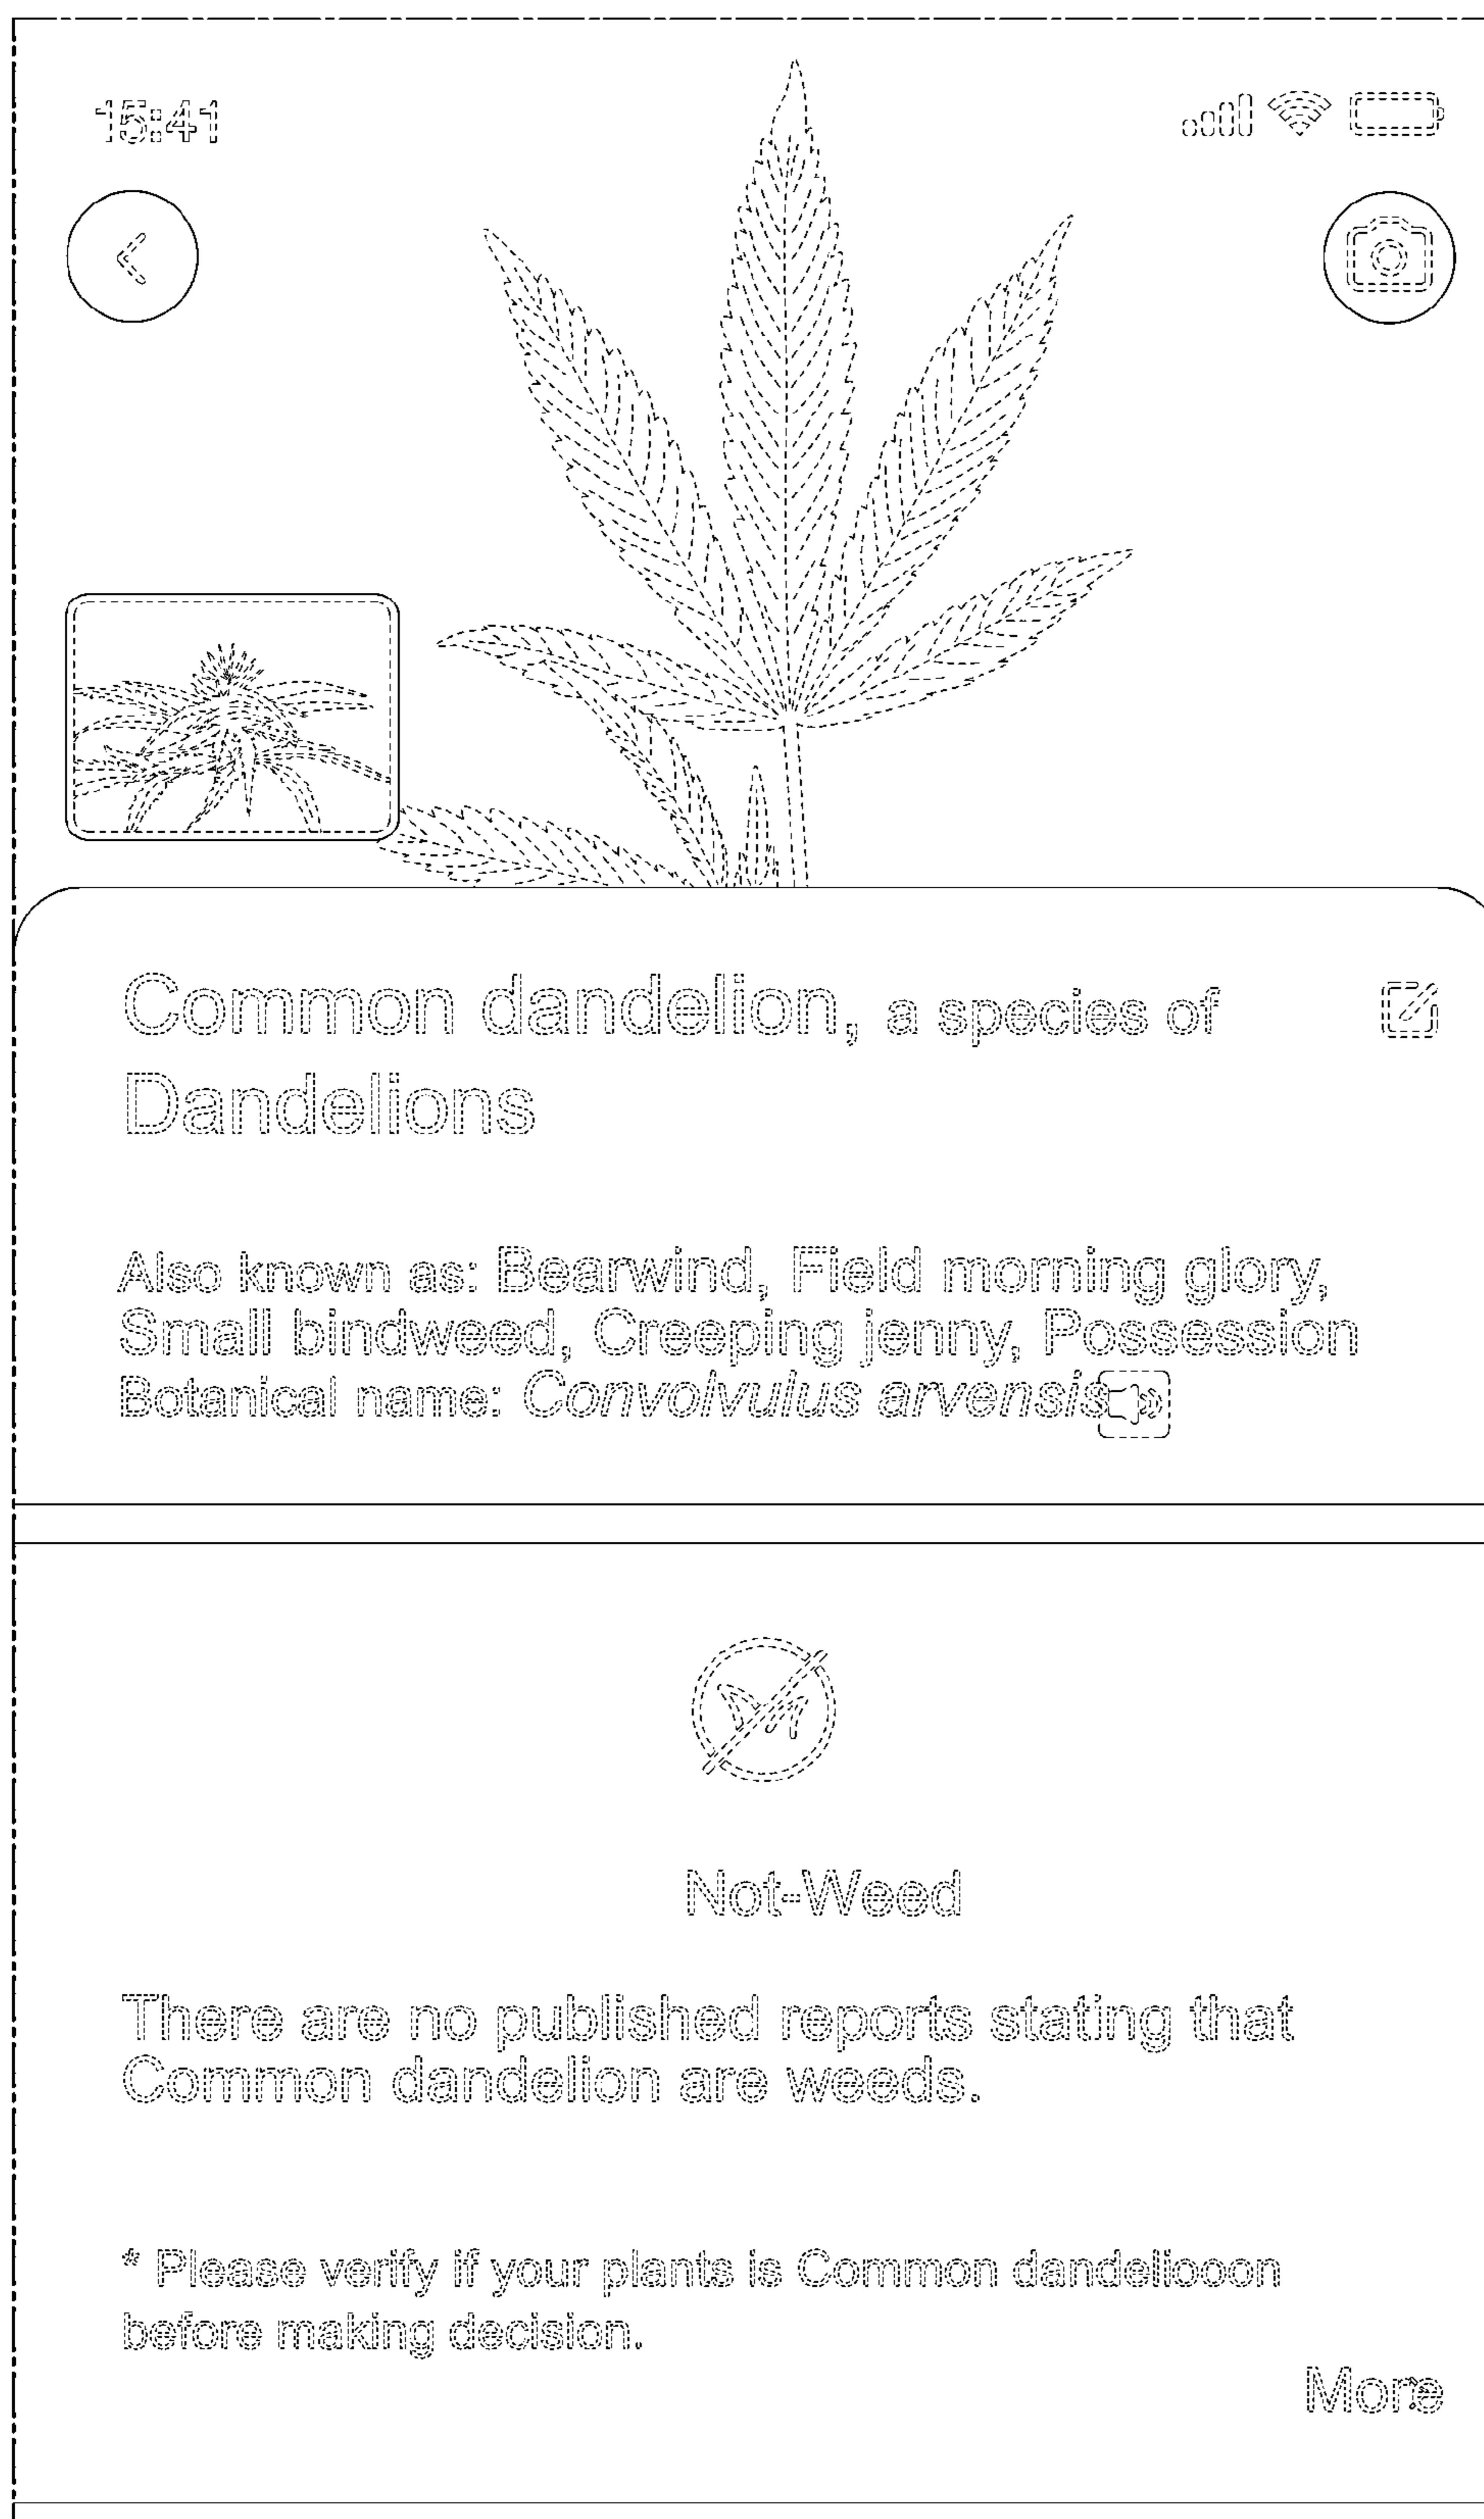 15:41
Common dandelion, a species of
Dandelions
Also known as: Bearwind, Field morning glory,
Small bindweed, Creeping jenny, Possession
Botanical name: Convolvulus arvensis
Not-Weed
There are no published reports stating that
Common dandelion are weeds.
* Please verify if your plants is Common dandeliooon
before making decision.
More